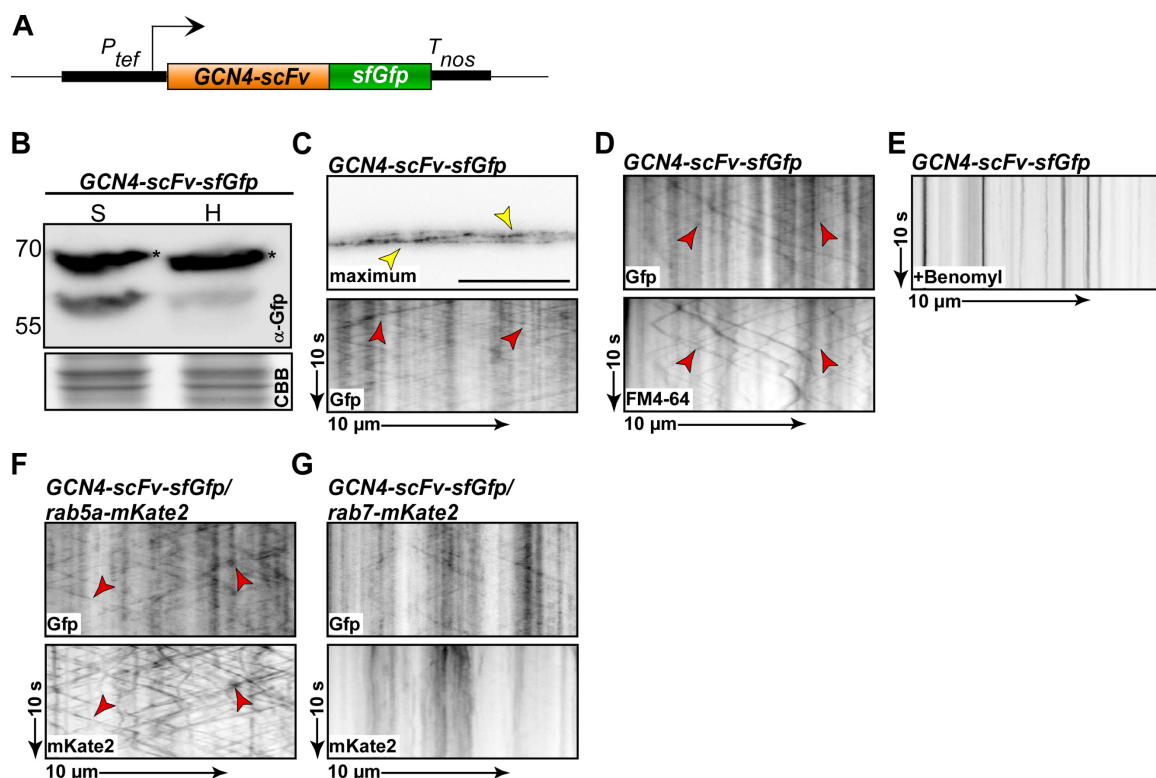 A
P tef
T nos
GCN4-scFv
sfGfp
B
GCN4-scFv-sfGfp
S H
70
*
*
55
α-Gfp
CBB
C
GCN4-scFv-sfGfp
maximum
10 s
Gfp
10 µm
D
GCN4-scFv-sfGfp
Gfp
10 s
FM4-64
10 µm
E
GCN4-scFv-sfGfp
10 s
+Benomyl
10 µm
F
GCN4-scFv-sfGfp/
rab5a-mKate2
Gfp
10 s
mKate2
10 µm
G
GCN4-scFv-sfGfp/
rab7-mKate2
Gfp
10 s
mKate2
10 µm